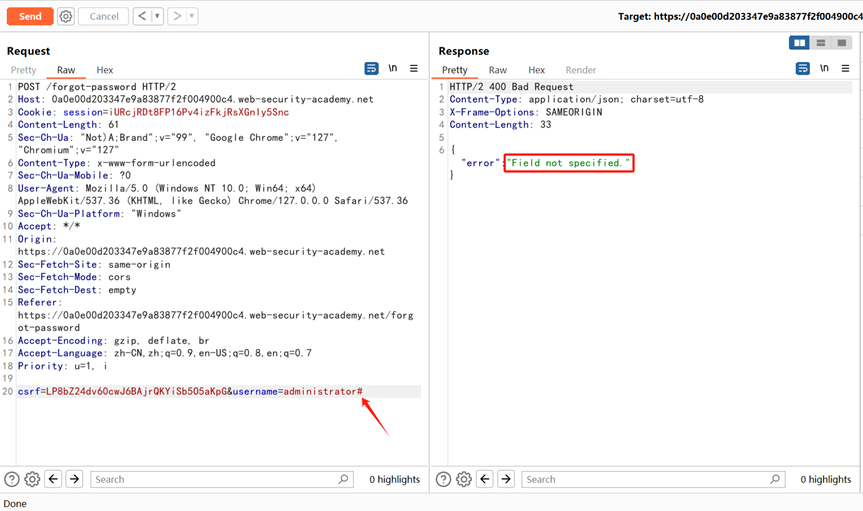 Send Cancel Target: https://0a0e00d203347e9a83877f2f004900c4
Request
Pretty Raw Hex \n
1 POST /forgot-password HTTP/2
2 Host: 0a0e00d203347e9a83877f2f004900c4.web-security-academy.net
3 Cookie: session=iURcjRDt8FP16Pv4izFkjRsXGnly5Snc
4 Content-Length: 61
5 Sec-Ch-Ua: "Not)A;Brand";v="99", "Google Chrome";v="127",
"Chromium";v="127"
6 Content-Type: x-www-form-urlencoded
7 Sec-Ch-Ua-Mobile: ?0
8 User-Agent: Mozilla/5.0 (Windows NT 10.0; Win64; x64)
AppleWebKit/537.36 (KHTML, like Gecko) Chrome/127.0.0.0 Safari/537.36
9 Sec-Ch-Ua-Platform: "Windows"
10 Accept: */*
11 Origin:
https://0a0e00d203347e9a83877f2f004900c4.web-security-academy.net
12 Sec-Fetch-Site: same-origin
13 Sec-Fetch-Mode: cors
14 Sec-Fetch-Dest: empty
15 Referer:
https://0a0e00d203347e9a83877f2f004900c4.web-security-academy.net/forg
ot-password
16 Accept-Encoding: gzip, deflate, br
17 Accept-Language: zh-CN,zh;q=0.9,en-US;q=0.8,en;q=0.7
18 Priority: u=1, i
19
20 csrf=LP8bZ24dv6OcwJ6BAjrQKYiSb5O5aKpG&username=administrator#
Search 0 highlights
Response
Pretty Raw Hex Render \n
1 HTTP/2 400 Bad Request
2 Content-Type: application/json; charset=utf-8
3 X-Frame-Options: SAMEORIGIN
4 Content-Length: 33
5
6 {
"error":"Field not specified."
}
Search 0 highlights
Done